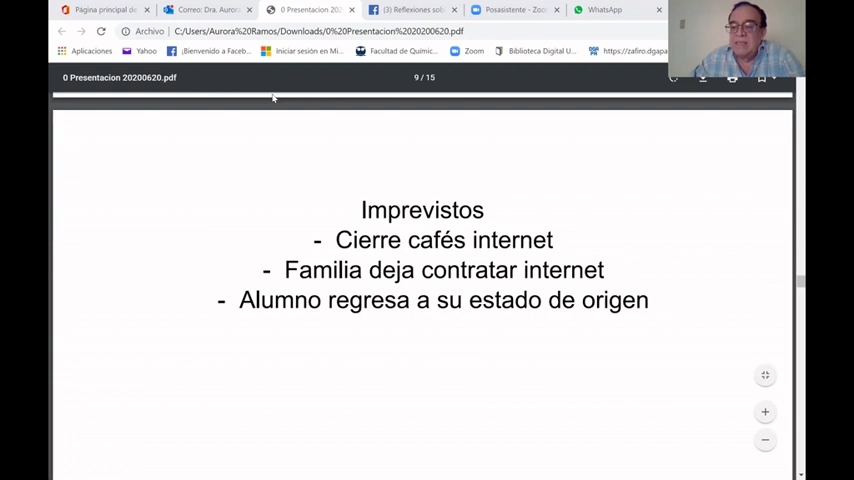 Página principal de
Correo: Dra. Aurora
0 Presentacion 202
(3) Reflexiones sob
Posasistente - Zoo
WhatsApp
Archivo
C:/Users/Aurora%20Ramos/Downloads/0%20Presentacion%2020200620.pdf
Aplicaciones
Yahoo
¡Bienvenido a Faceb...
Iniciar sesión en Mi...
Facultad de Químic...
Zoom
Biblioteca Digital U...
https://zafiro.dgapa
0 Presentacion 20200620.pdf
9 / 15
Imprevistos
- Cierre cafés internet
- Familia deja contratar internet
- Alumno regresa a su estado de origen